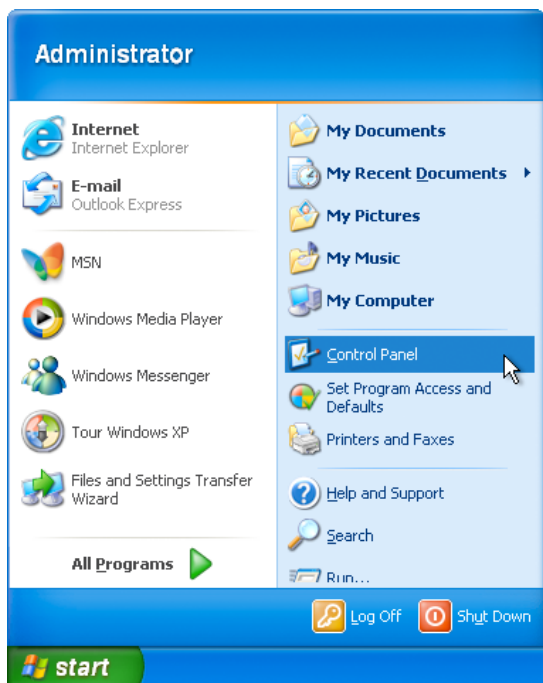 Administrator
Internet
Internet Explorer
E-mail
Outlook Express
MSN
Windows Media Player
Windows Messenger
Tour Windows XP
Files and Settings Transfer
Wizard
All Programs
My Documents
My Recent Documents
My Pictures
My Music
My Computer
Control Panel
Set Program Access and
Defaults
Printers and Faxes
Help and Support
Search
Run...
Log Off
Shut Down
start